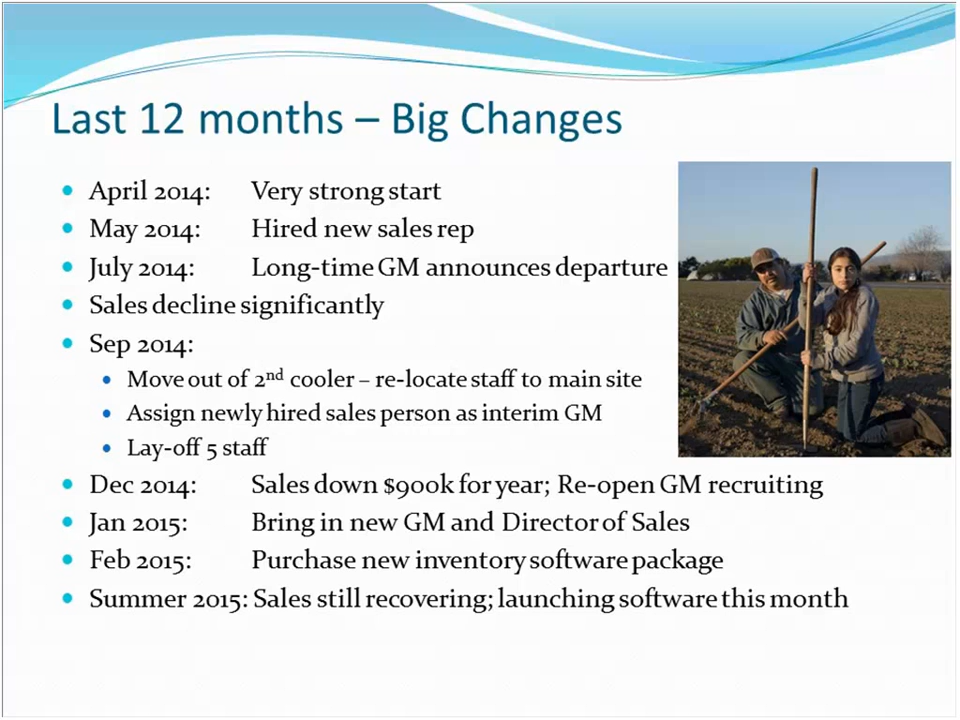 Last 12 months – Big Changes
April 2014: Very strong start
May 2014: Hired new sales rep
July 2014: Long-time GM announces departure
Sales decline significantly
Sep 2014:
Move out of 2nd cooler – re-locate staff to main site
Assign newly hired sales person as interim GM
Lay-off 5 staff
Dec 2014: Sales down $900k for year; Re-open GM recruiting
Jan 2015: Bring in new GM and Director of Sales
Feb 2015: Purchase new inventory software package
Summer 2015: Sales still recovering; launching software this month